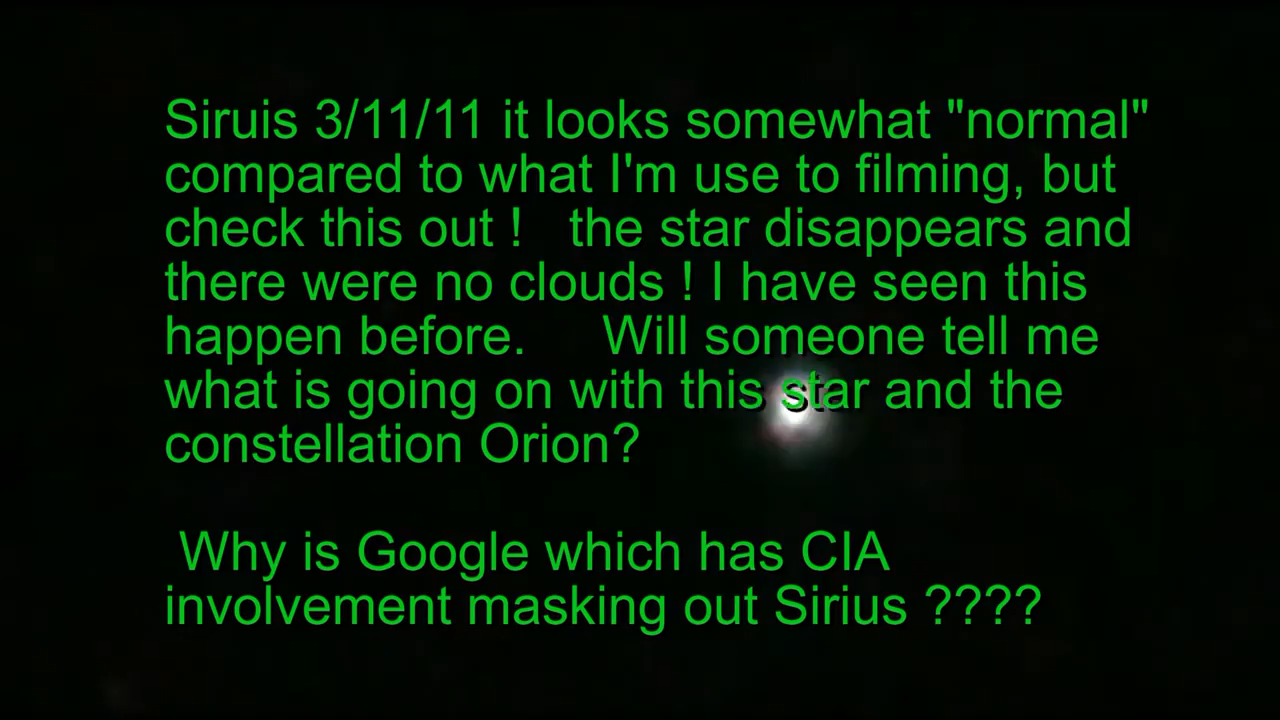 Siruis 3/11/11 it looks somewhat "normal"
compared to what I'm use to filming, but
check this out !   the star disappears and
there were no clouds ! I have seen this
happen before.     Will someone tell me
what is going on with this star and the
constellation Orion?
Why is Google which has CIA
involvement masking out Sirius ????